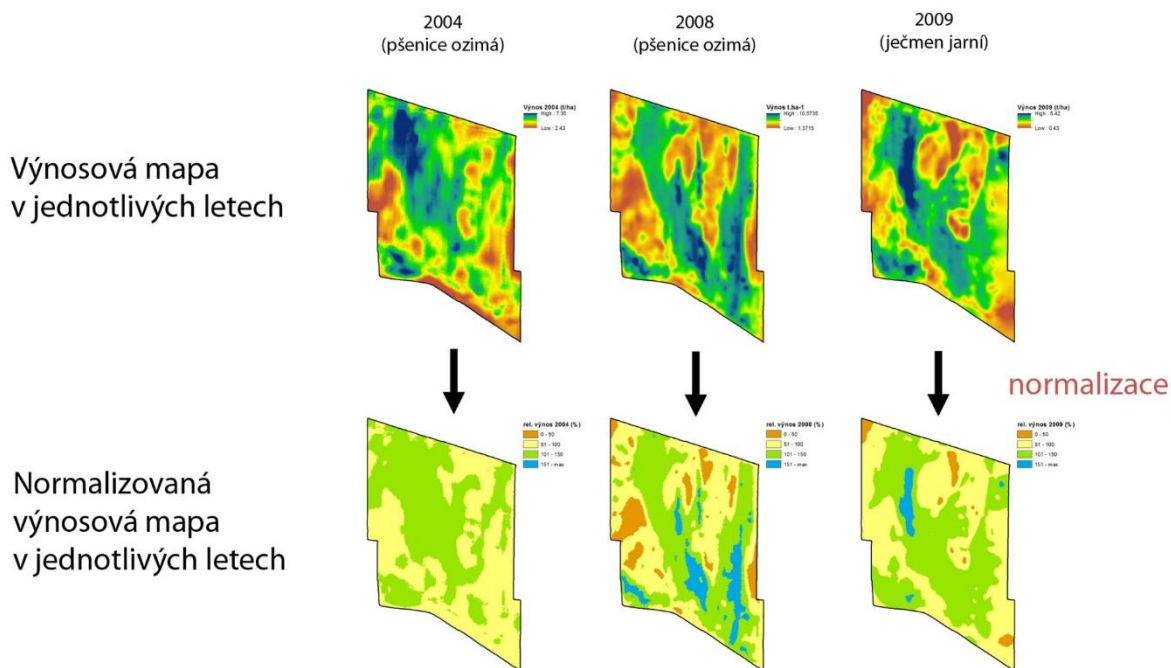 2004
(pšenice ozimá)
2008
(pšenice ozimá)
2009
(ječmen jarní)
Výnosová mapa
v jednotlivých letech
Výnos 2004 (t/ha)
High : 7.35
Low : 2.43
Výnos t.ha-1
High : 10.5736
Low : 1.3715
Výnos 2009 (t/ha)
High : 6.42
Low : 0.43
normalizace
Normalizovaná
výnosová mapa
v jednotlivých letech
rel. výnos 2004 (%)
0 - 50
51 - 100
101 - 150
151 - max
rel. výnos 2008 (%)
0 - 50
51 - 100
101 - 150
151 - max
rel. výnos 2009 (%)
0 - 50
51 - 100
101 - 150
151 - max